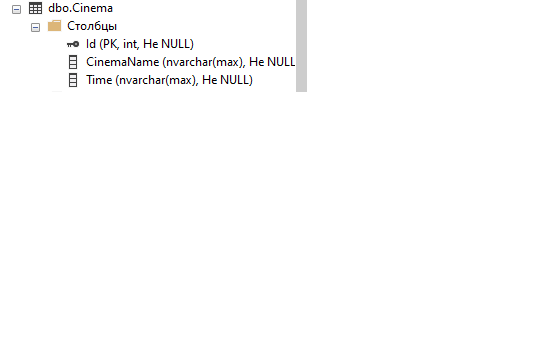 dbo.Cinema
Столбцы
Id (PK, int, Не NULL)
CinemaName (nvarchar(max), Не NULL
Time (nvarchar(max), Не NULL)